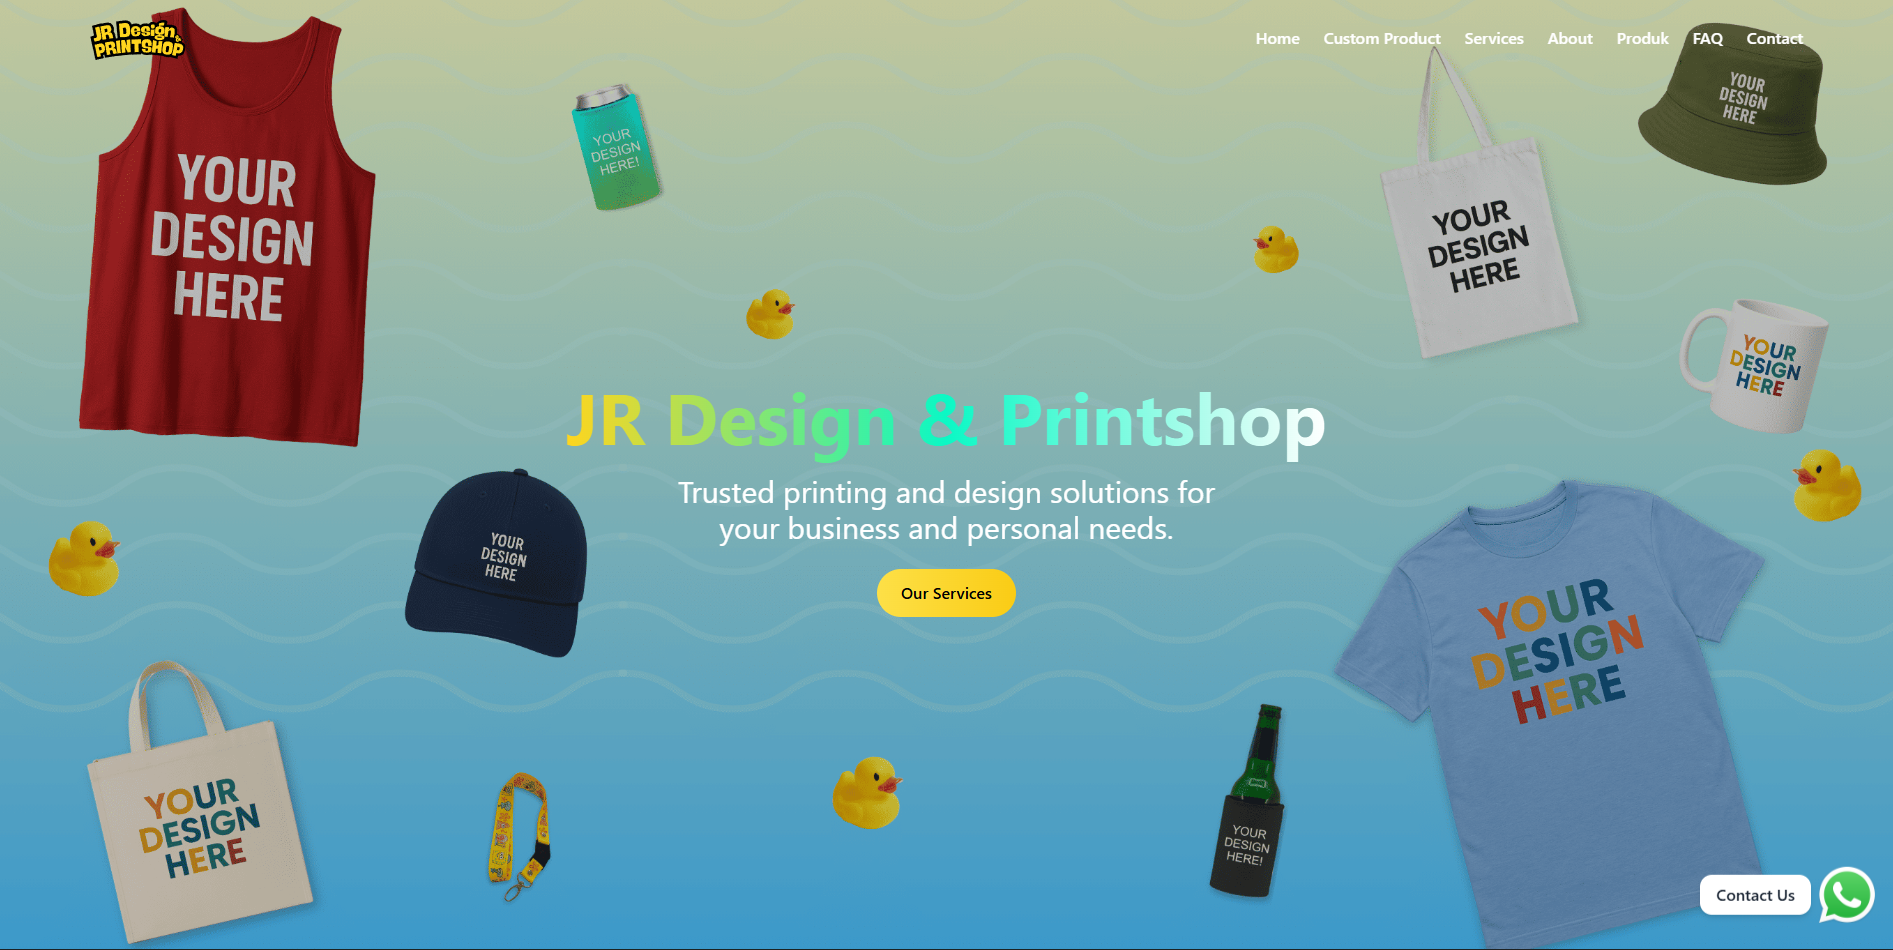 JR Design &
PRINTSHOP
Home Custom Product Services About Produk FAQ Contact
YOUR
DESIGN
HERE
YOUR
DESIGN
HERE!
YOUR
DESIGN
HERE
YOUR
DESIGN
HERE
YOUR
DESIGN
HERE
JR Design & Printshop
Trusted printing and design solutions for
your business and personal needs.
Our Services
YOUR
DESIGN
HERE
YOUR
DESIGN
HERE
YOUR
DESIGN
HERE
YOUR
DESIGN
HERE!
Contact Us